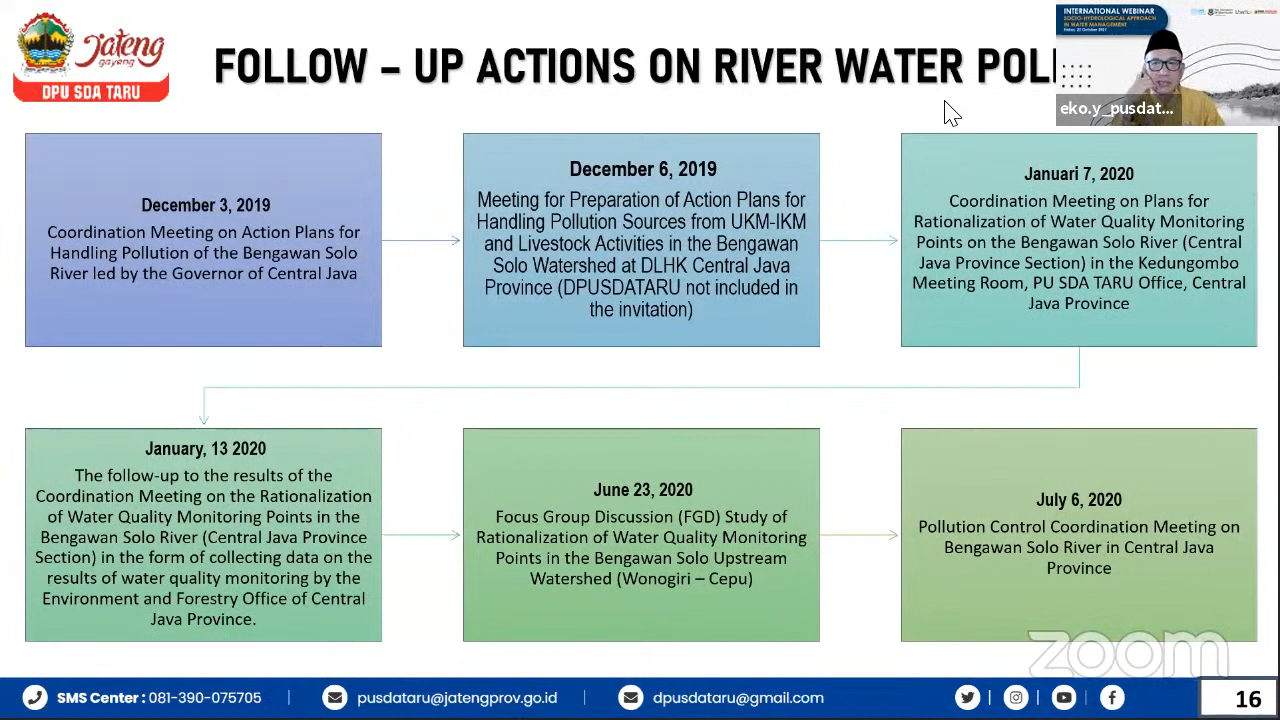 Jateng
gayeng
DPU SDA TARU
FOLLOW – UP ACTIONS ON RIVER WATER POL
INTERNATIONAL WEBINAR
SOCIO-HYDROLOGICAL APPROACH
IN WATER MANAGEMENT
Friday, 22 October 2021
eko.y_pusdat...
December 3, 2019
Coordination Meeting on Action Plans for
Handling Pollution of the Bengawan Solo
River led by the Governor of Central Java
December 6, 2019
Meeting for Preparation of Action Plans for
Handling Pollution Sources from UKM-IKM
and Livestock Activities in the Bengawan
Solo Watershed at DLHK Central Java
Province (DPUSDATARU not included in
the invitation)
Januari 7, 2020
Coordination Meeting on Plans for
Rationalization of Water Quality Monitoring
Points on the Bengawan Solo River (Central
Java Province Section) in the Kedungombo
Meeting Room, PU SDA TARU Office, Central
Java Province
January, 13 2020
The follow-up to the results of the
Coordination Meeting on the Rationalization
of Water Quality Monitoring Points in the
Bengawan Solo River (Central Java Province
Section) in the form of collecting data on the
results of water quality monitoring by the
Environment and Forestry Office of Central
Java Province.
June 23, 2020
Focus Group Discussion (FGD) Study of
Rationalization of Water Quality Monitoring
Points in the Bengawan Solo Upstream
Watershed (Wonogiri – Cepu)
July 6, 2020
Pollution Control Coordination Meeting on
Bengawan Solo River in Central Java
Province
zoom
SMS Center : 081-390-075705
pusdataru@jatengprov.go.id
dpusdataru@gmail.com
16